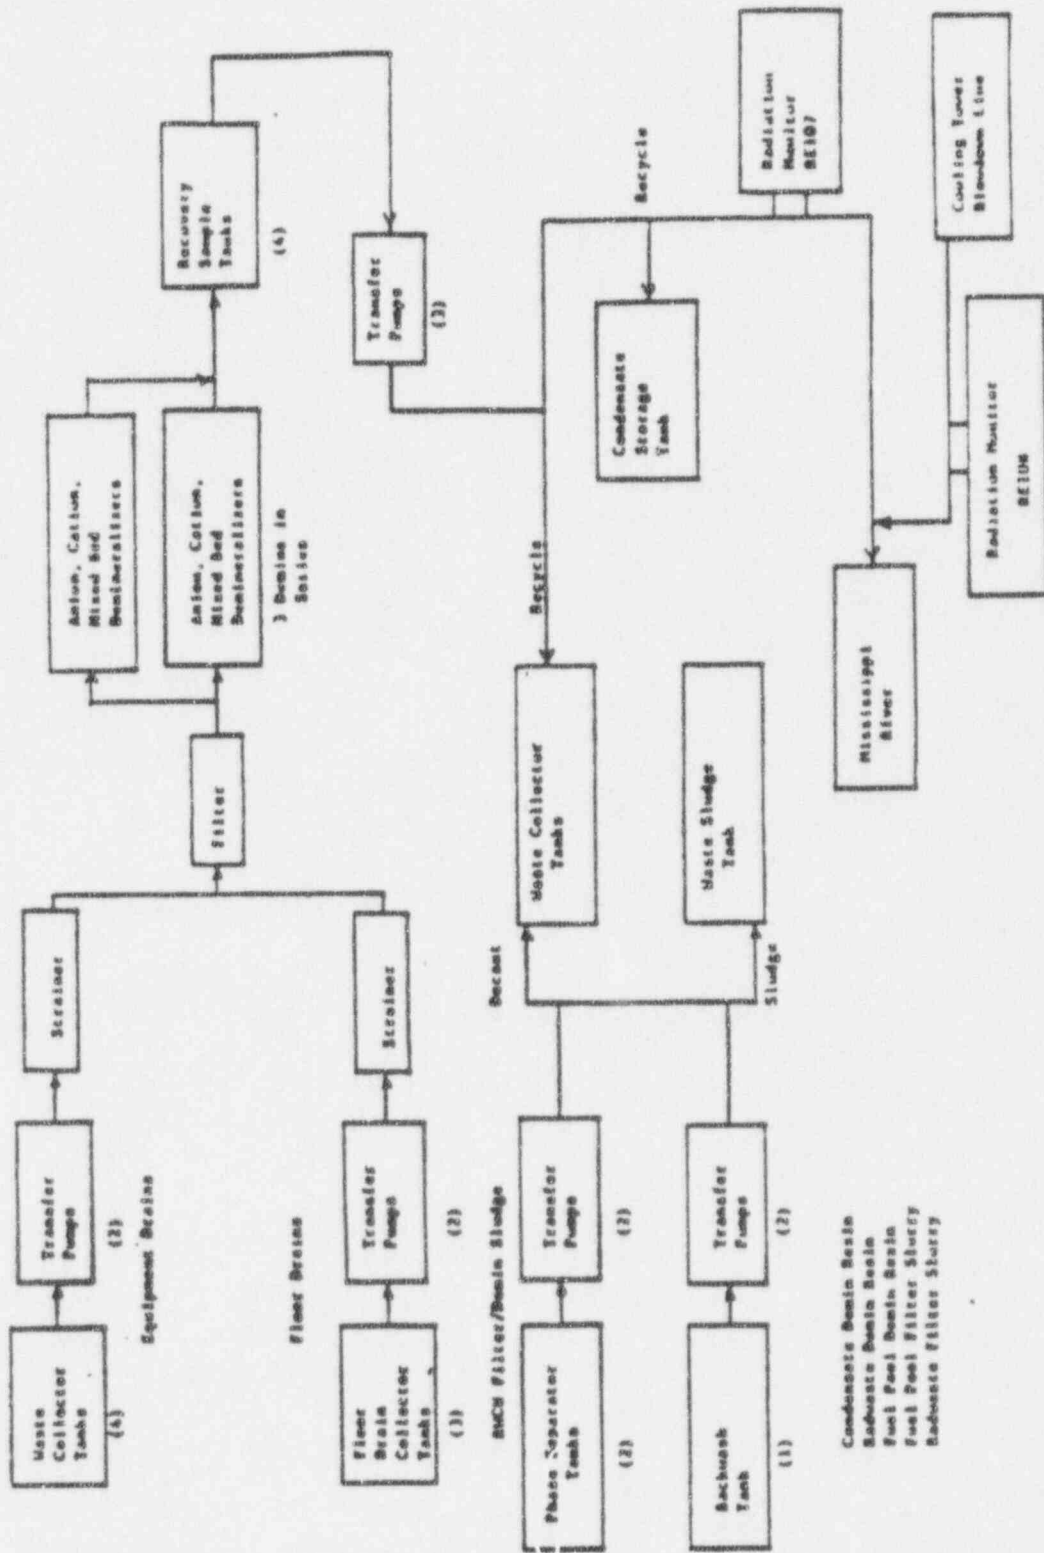 Waste
Collector
Tanks
(4)
Transfer
Pumps
Strainer
Equipment Drains
Floor
Drain
Collector
Tanks
(3)
Transfer
Pumps
(2)
Strainer
Floor Drains
Filter
Anion, Cation,
Mixed Bed
Demineralizers
Anion, Cation,
Mixed Bed
Demineralizers
3 Demins in
Series
Recovery
Sample
Tanks
(4)
Transfer
Pumps
(3)
RWCU Filter/Demin Sludge
Phase Separator
Tanks
(2)
Transfer
Pumps
(2)
Backwash
Tank
(1)
Transfer
Pumps
(2)
Condensate Demin Resin
Radwaste Demin Resin
Fuel Pool Demin Resin
Fuel Pool Filter Slurry
Radwaste Filter Slurry
Decant
Sludge
Waste Collector
Tanks
Waste Sludge
Tank
Recycle
Condensate
Storage
Tank
Recycle
Radiation
Monitor
RE107
Mississippi
River
Cooling Tower
Blowdown Line
Radiation Monitor